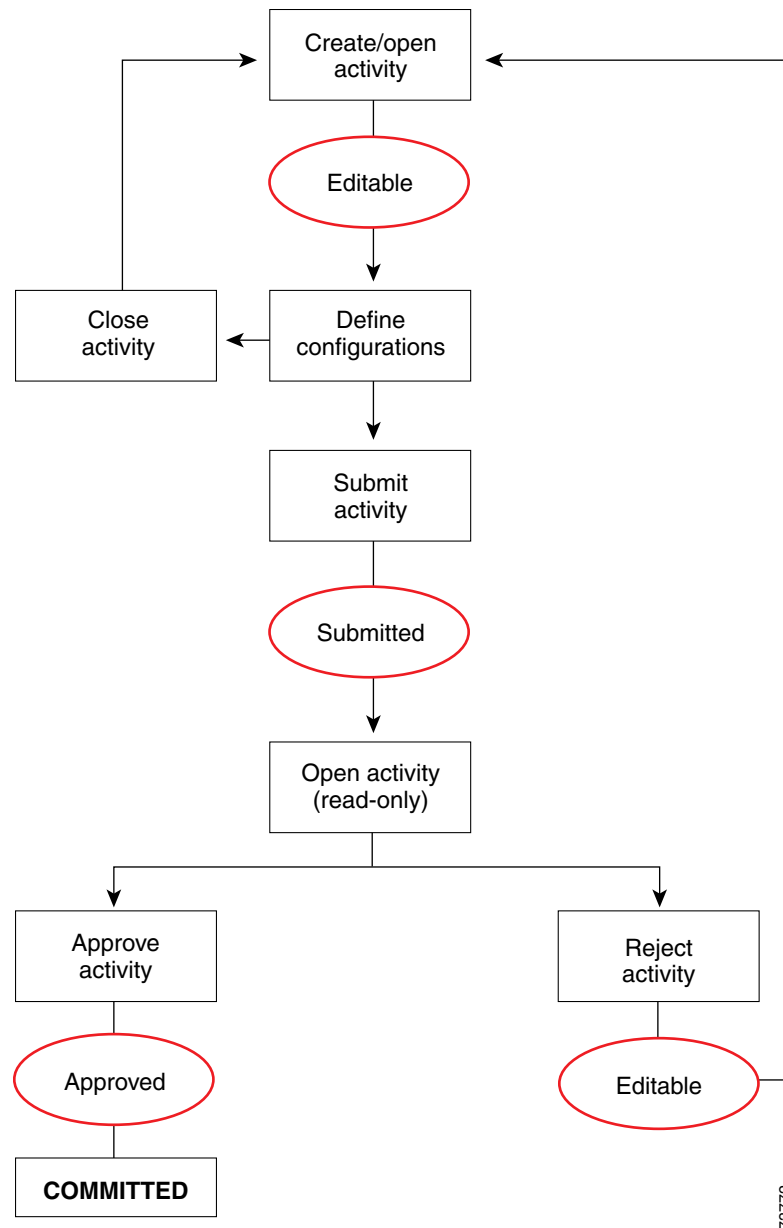 Create/open
activity
Editable
Close
activity
Define
configurations
Submit
activity
Submitted
Open activity
(read-only)
Approve
activity
Reject
activity
Approved
Editable
COMMITTED